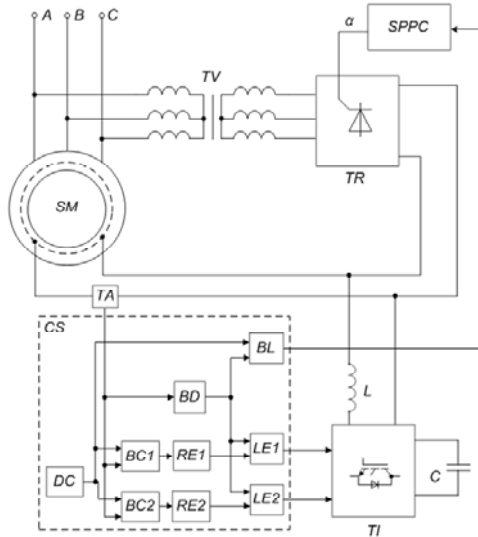 A B C
α
SPPC
TV
TR
SM
TA
CS
BL
BD
L
BC1 RE1 LE1
DC
BC2 RE2 LE2
C
TI